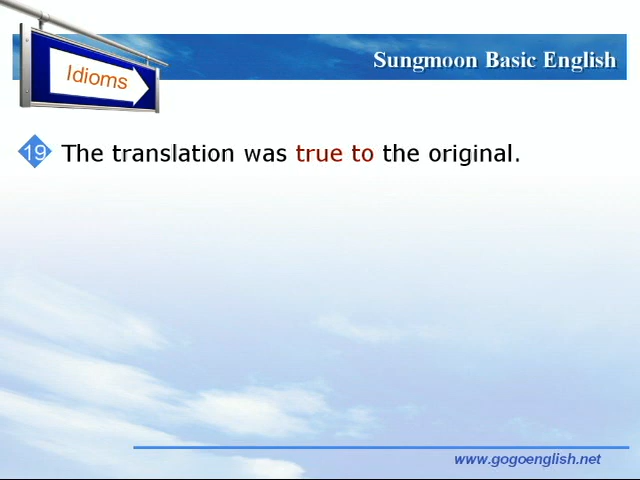 Sungmoon Basic English
Idioms
19 The translation was true to the original.
www.gogoenglish.net